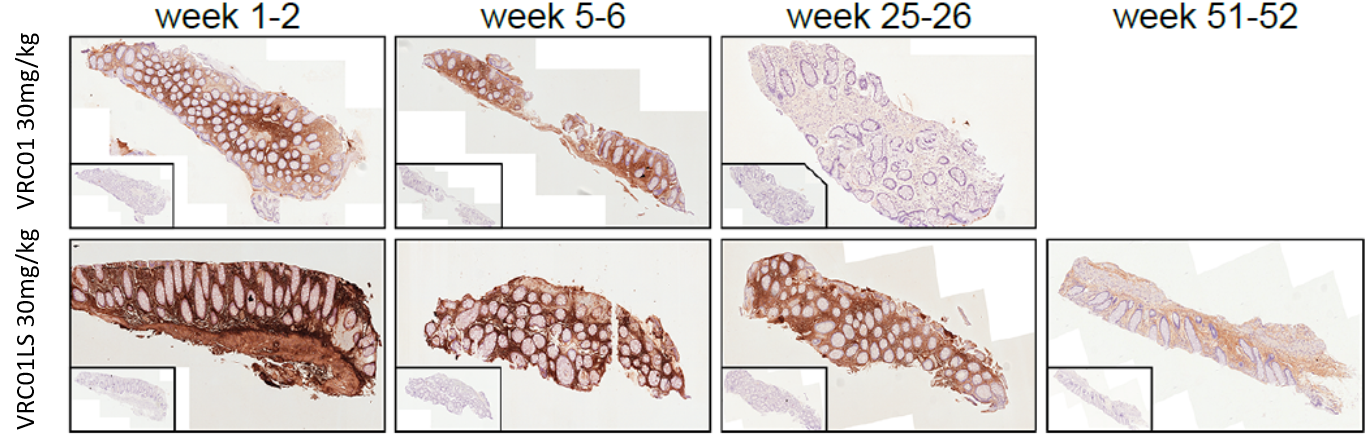 week 1-2
week 5-6
week 25-26
week 51-52
VRC01 30mg/kg
VRC01LS 30mg/kg